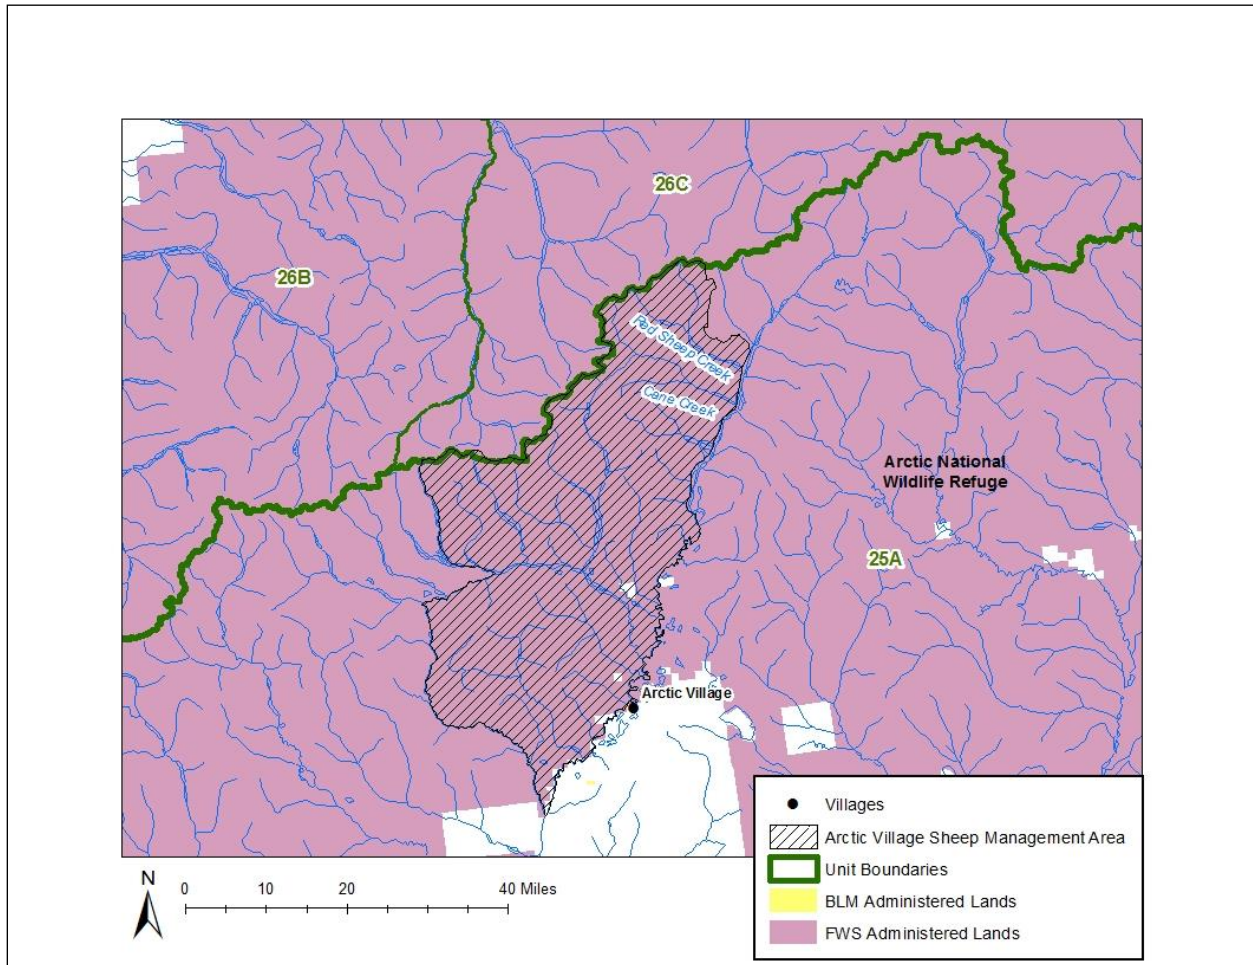 26C
26B
Red Sheep Creek
Cane Creek
Arctic National
Wildlife Refuge
25A
Arctic Village
Villages
Arctic Village Sheep Management Area
Unit Boundaries
BLM Administered Lands
FWS Administered Lands
N
0 10 20 40 Miles